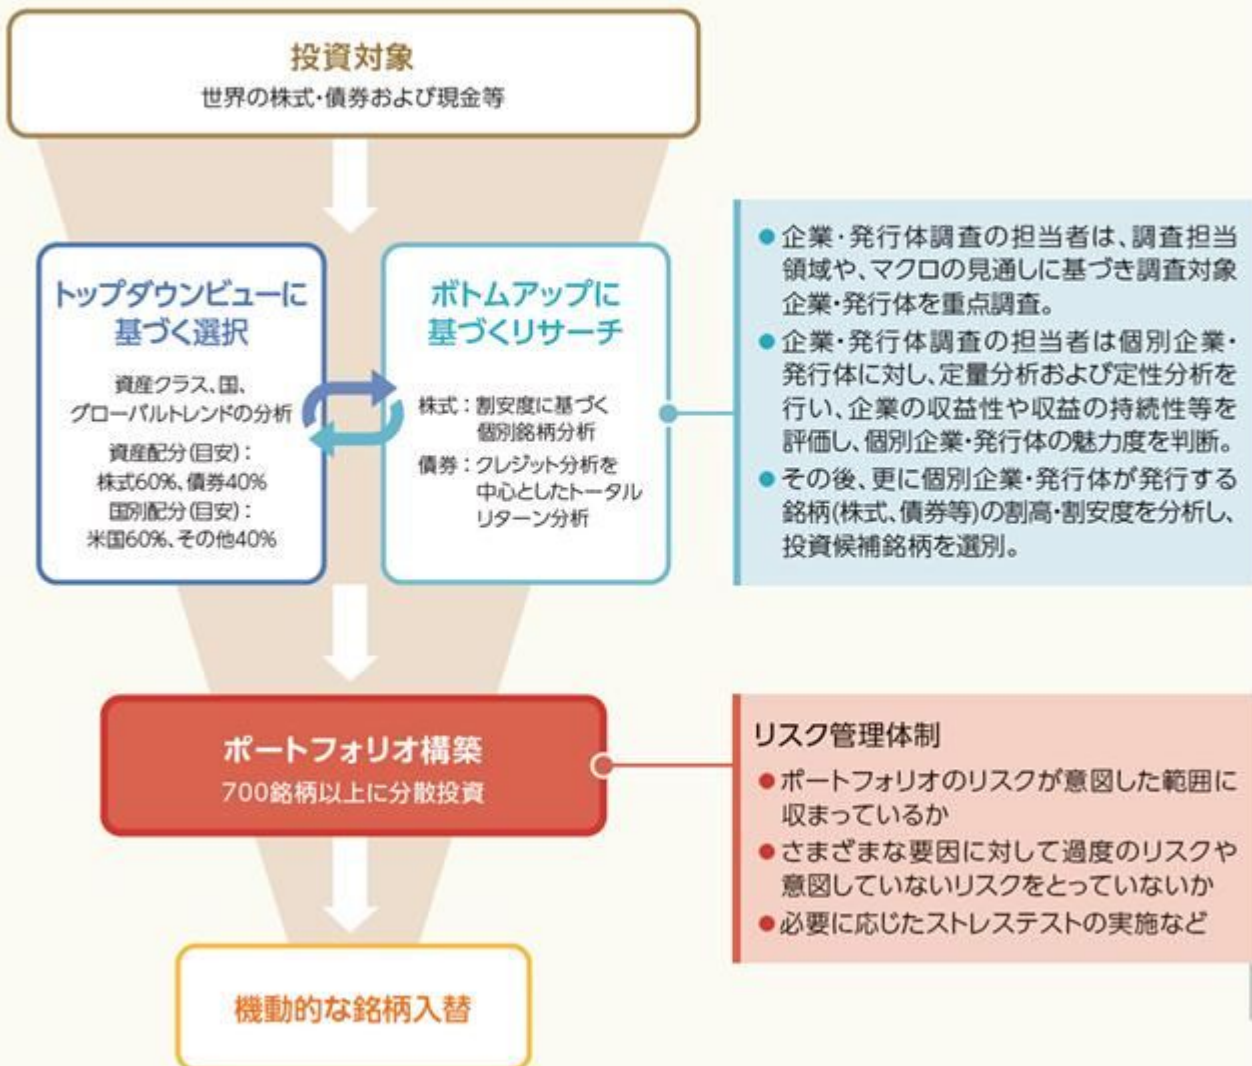 投資対象
世界の株式・債券および現金等
トップダウンビューに
基づく選択
資産クラス、国、
グローバルトレンドの分析
資産配分(目安)：
株式60%、債券40%
国別配分(目安)：
米国60%、その他40%
ボトムアップに
基づくリサーチ
株式：割安度に基づく
個別銘柄分析
債券：クレジット分析を
中心としたトータル
リターン分析
●企業・発行体調査の担当者は、調査担当
領域や、マクロの見通しに基づき調査対象
企業・発行体を重点調査。
●企業・発行体調査の担当者は個別企業・
発行体に対し、定量分析および定性分析を
行い、企業の収益性や収益の持続性等を
評価し、個別企業・発行体の魅力度を判断。
●その後、更に個別企業・発行体が発行する
銘柄(株式、債券等)の割高・割安度を分析し、
投資候補銘柄を選別。
ポートフォリオ構築
700銘柄以上に分散投資
リスク管理体制
●ポートフォリオのリスクが意図した範囲に
収まっているか
●さまざまな要因に対して過度のリスクや
意図していないリスクをとっていないか
●必要に応じたストレステストの実施など
機動的な銘柄入替